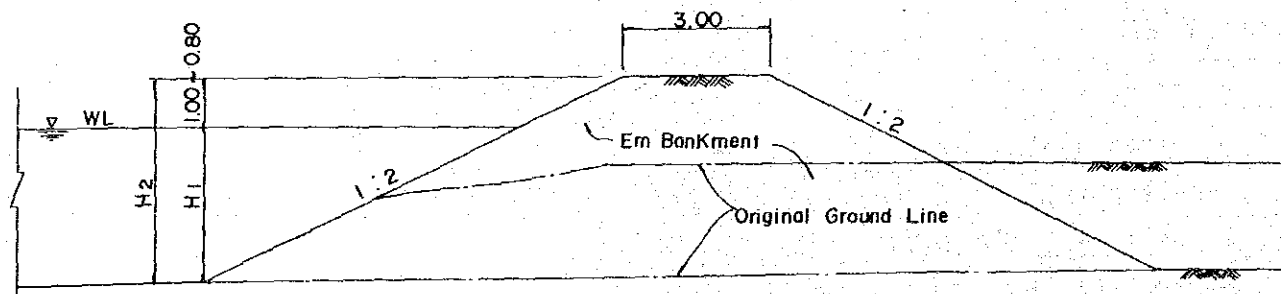 3.00
1.00~0.80
WL
Em BanKment
1:2
1:2
H2
H1
Original Ground Line